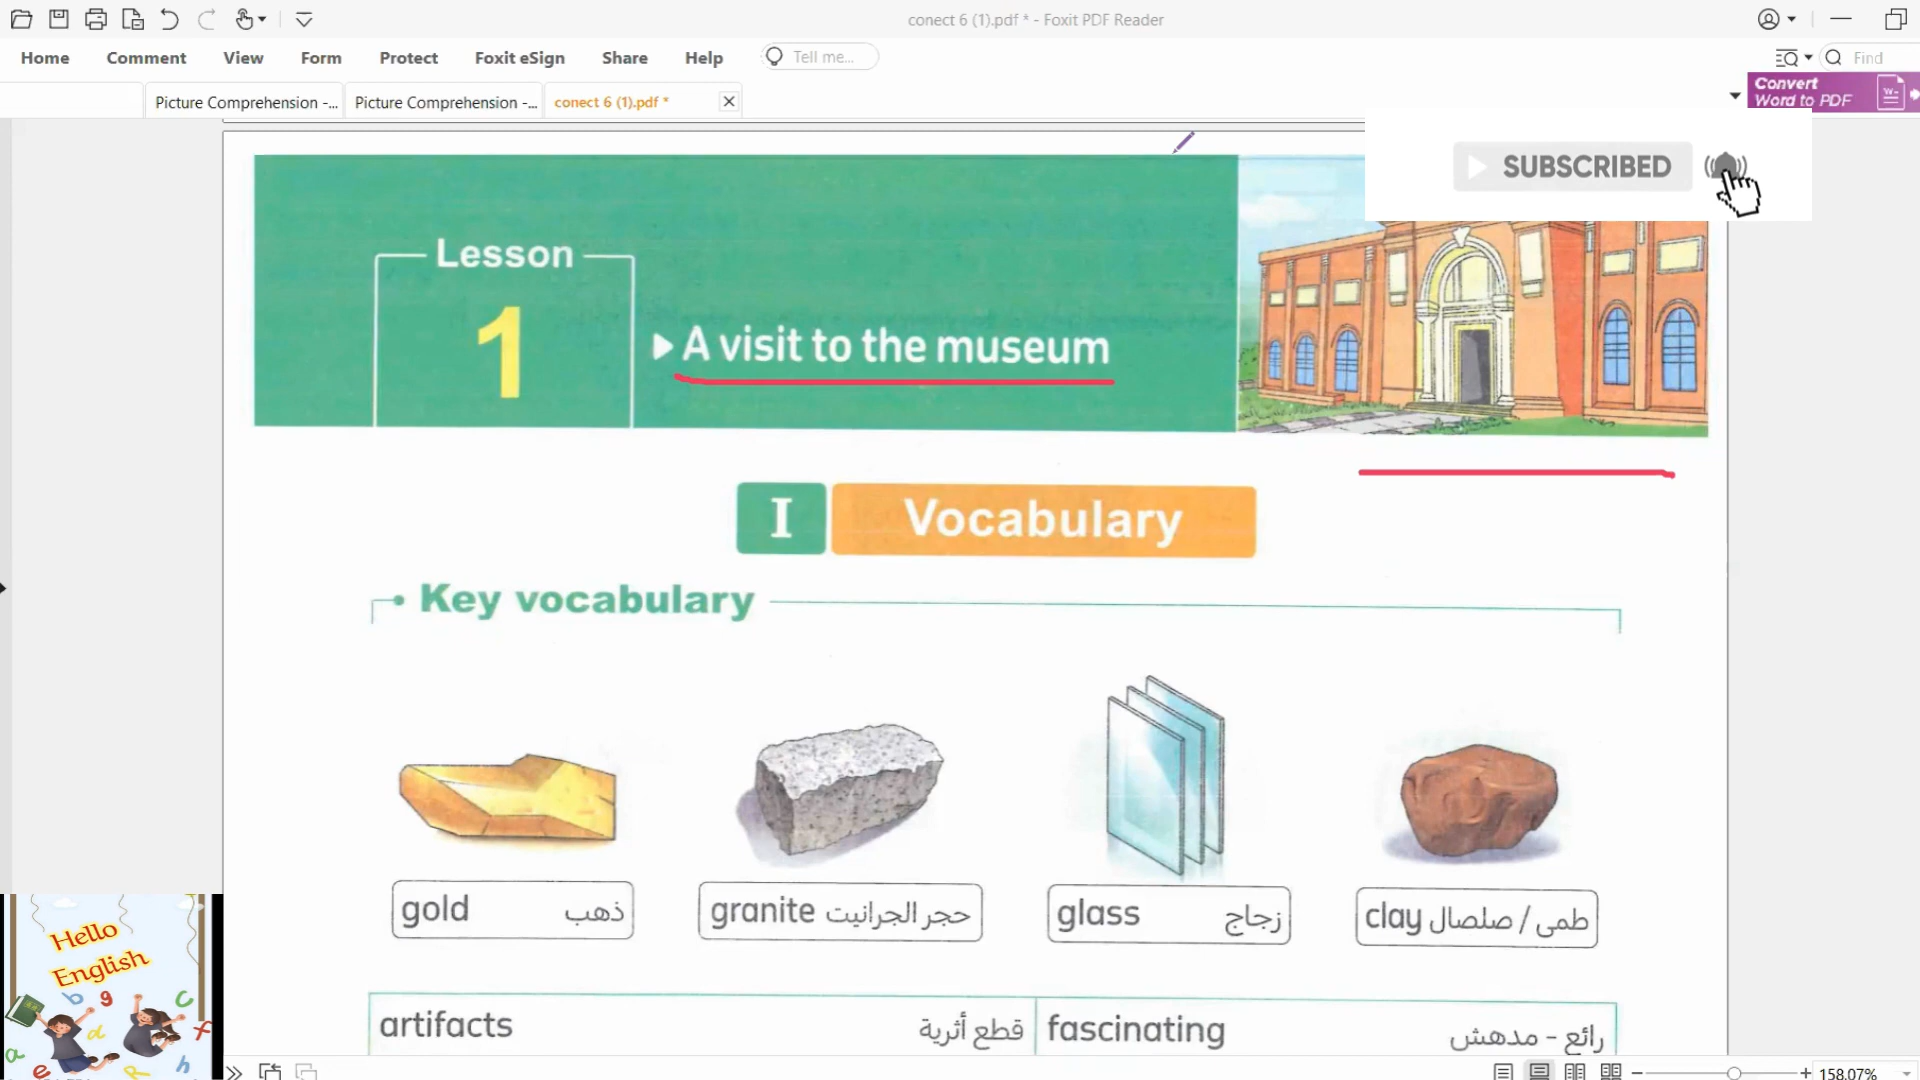 conect 6 (1).pdf * - Foxit PDF Reader
Home Comment View Form Protect Foxit eSign Share Help Tell me... Find
Picture Comprehension -... Picture Comprehension -... conect 6 (1).pdf *
Convert
Word to PDF
SUBSCRIBED
Lesson
1
A visit to the museum
I Vocabulary
Key vocabulary
gold ذهب
granite حجر الجرانيت
glass زجاج
clay طمى / صلصال
artifacts قطع أثرية
fascinating رائع - مدهش
Hello
English
158.07%